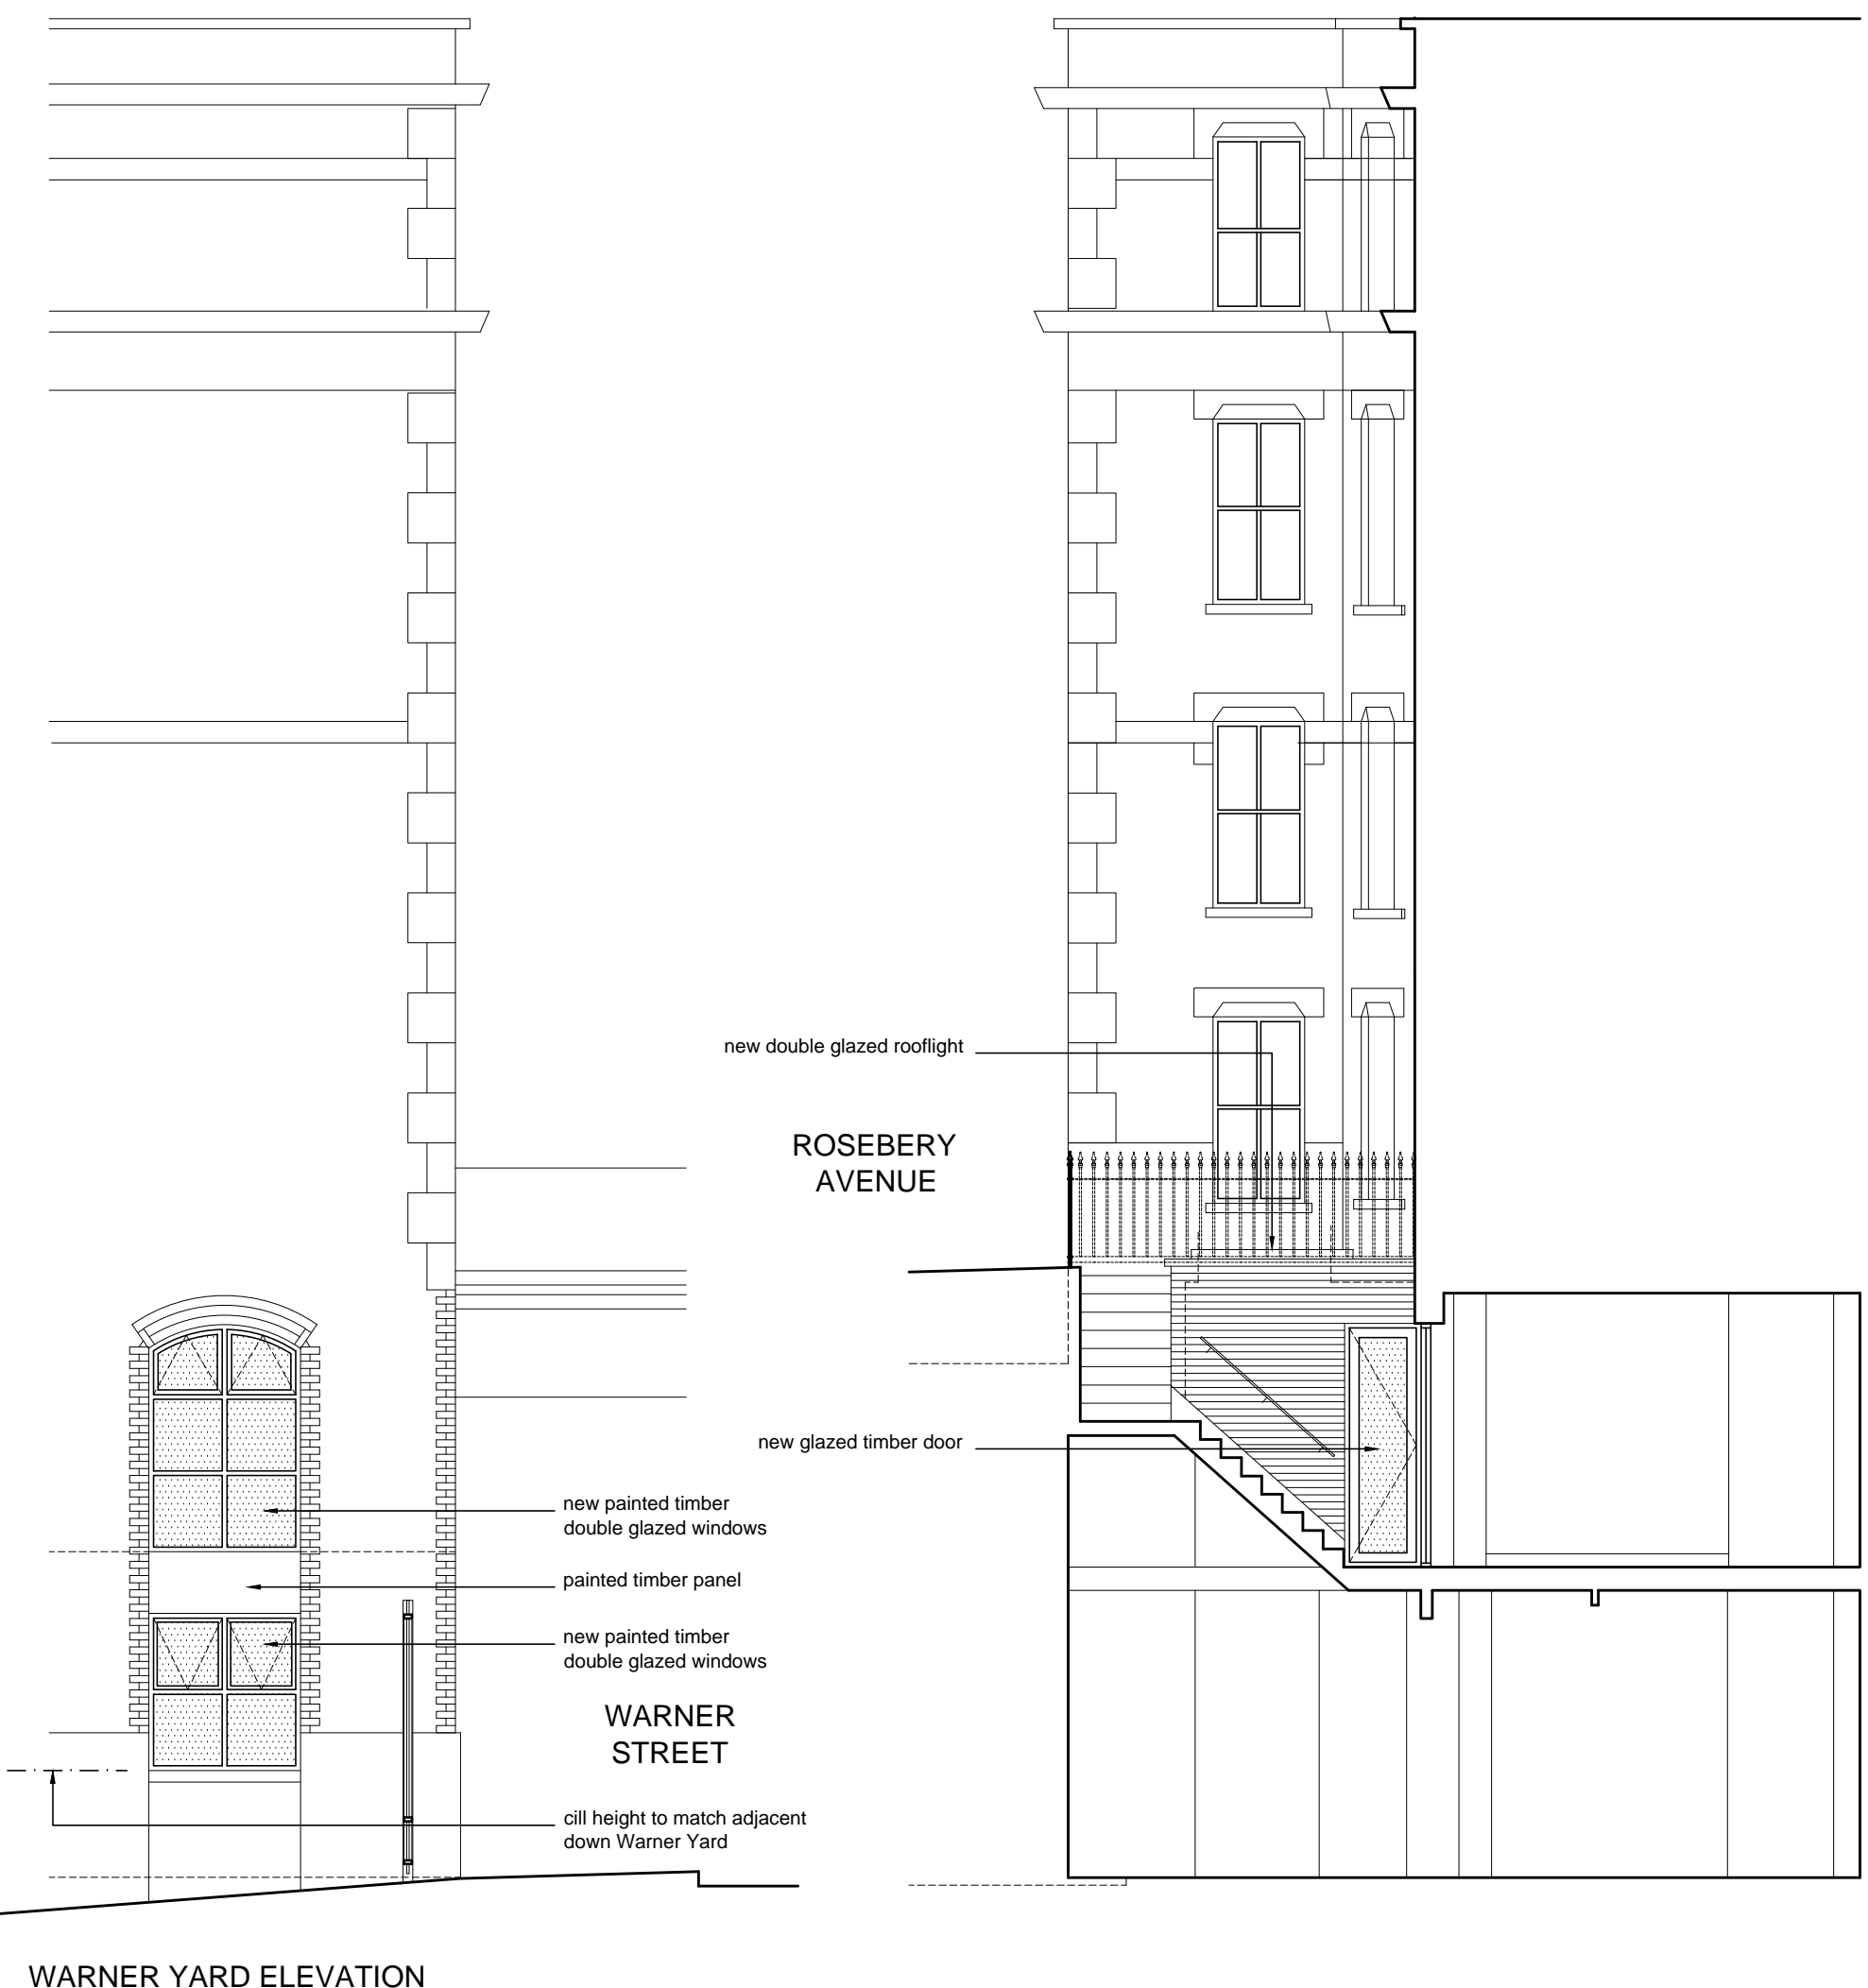 new double glazed rooflight
ROSEBERY
AVENUE
new glazed timber door
new painted timber
double glazed windows
painted timber panel
new painted timber
double glazed windows
WARNER
STREET
cill height to match adjacent
down Warner Yard
WARNER YARD ELEVATION